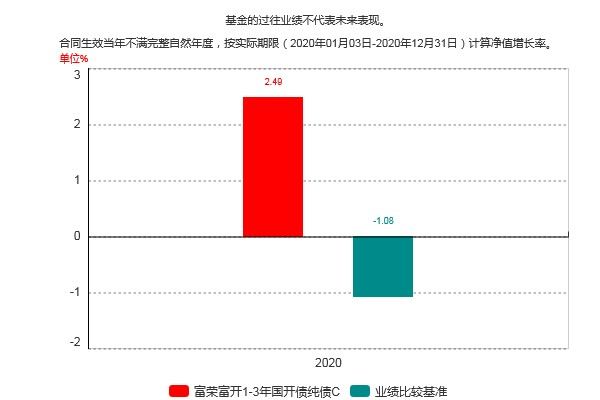 基金的过往业绩不代表未来表现。
合同生效当年不满完整自然年度，按实际期限（2020年01月03日-2020年12月31日）计算净值增长率。
单位%
3
2.49
2
1
-1.08
0
-1
-2
2020
富荣富开1-3年国开债纯债C 业绩比较基准